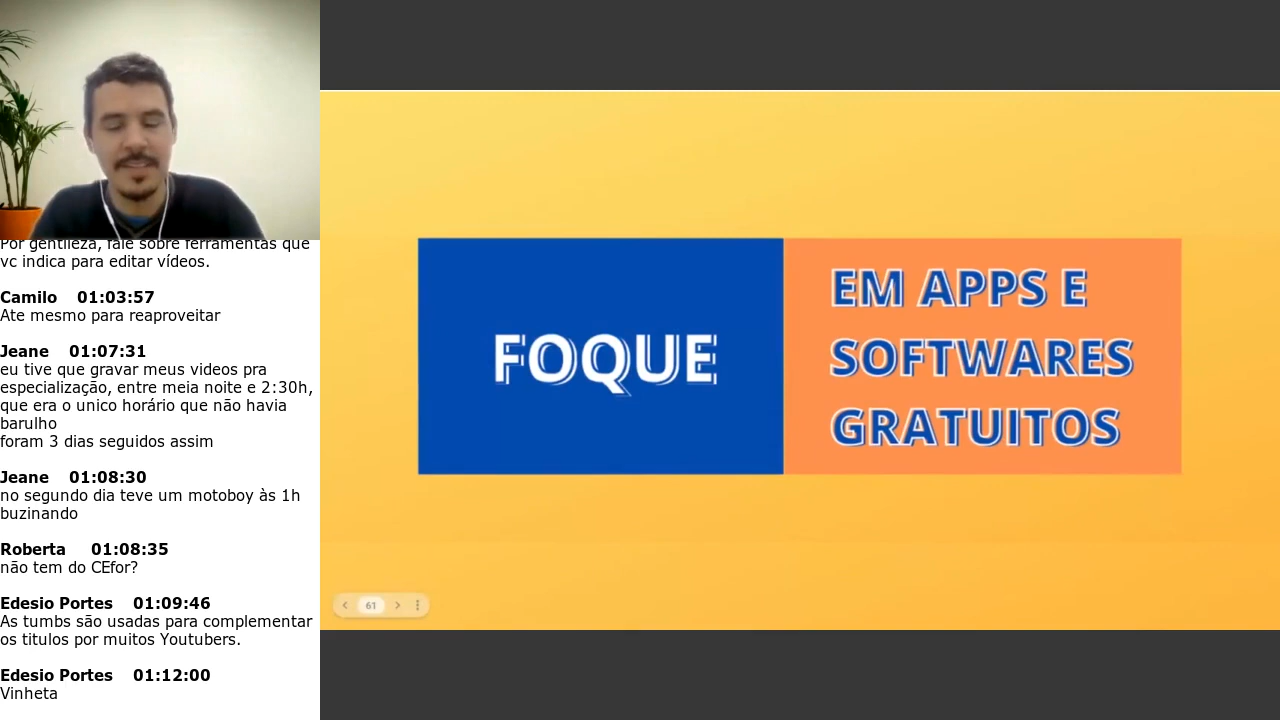 Por gentileza, fale sobre ferramentas que
vc indica para editar vídeos.
Camilo 01:03:57
Ate mesmo para reaproveitar
Jeane 01:07:31
eu tive que gravar meus videos pra
especialização, entre meia noite e 2:30h,
que era o unico horário que não havia
barulho
foram 3 dias seguidos assim
Jeane 01:08:30
no segundo dia teve um motoboy às 1h
buzinando
Roberta 01:08:35
não tem do CEfor?
Edesio Portes 01:09:46
As tumbs são usadas para complementar
os titulos por muitos Youtubers.
Edesio Portes 01:12:00
Vinheta
FOQUE
EM APPS E
SOFTWARES
GRATUITOS
61